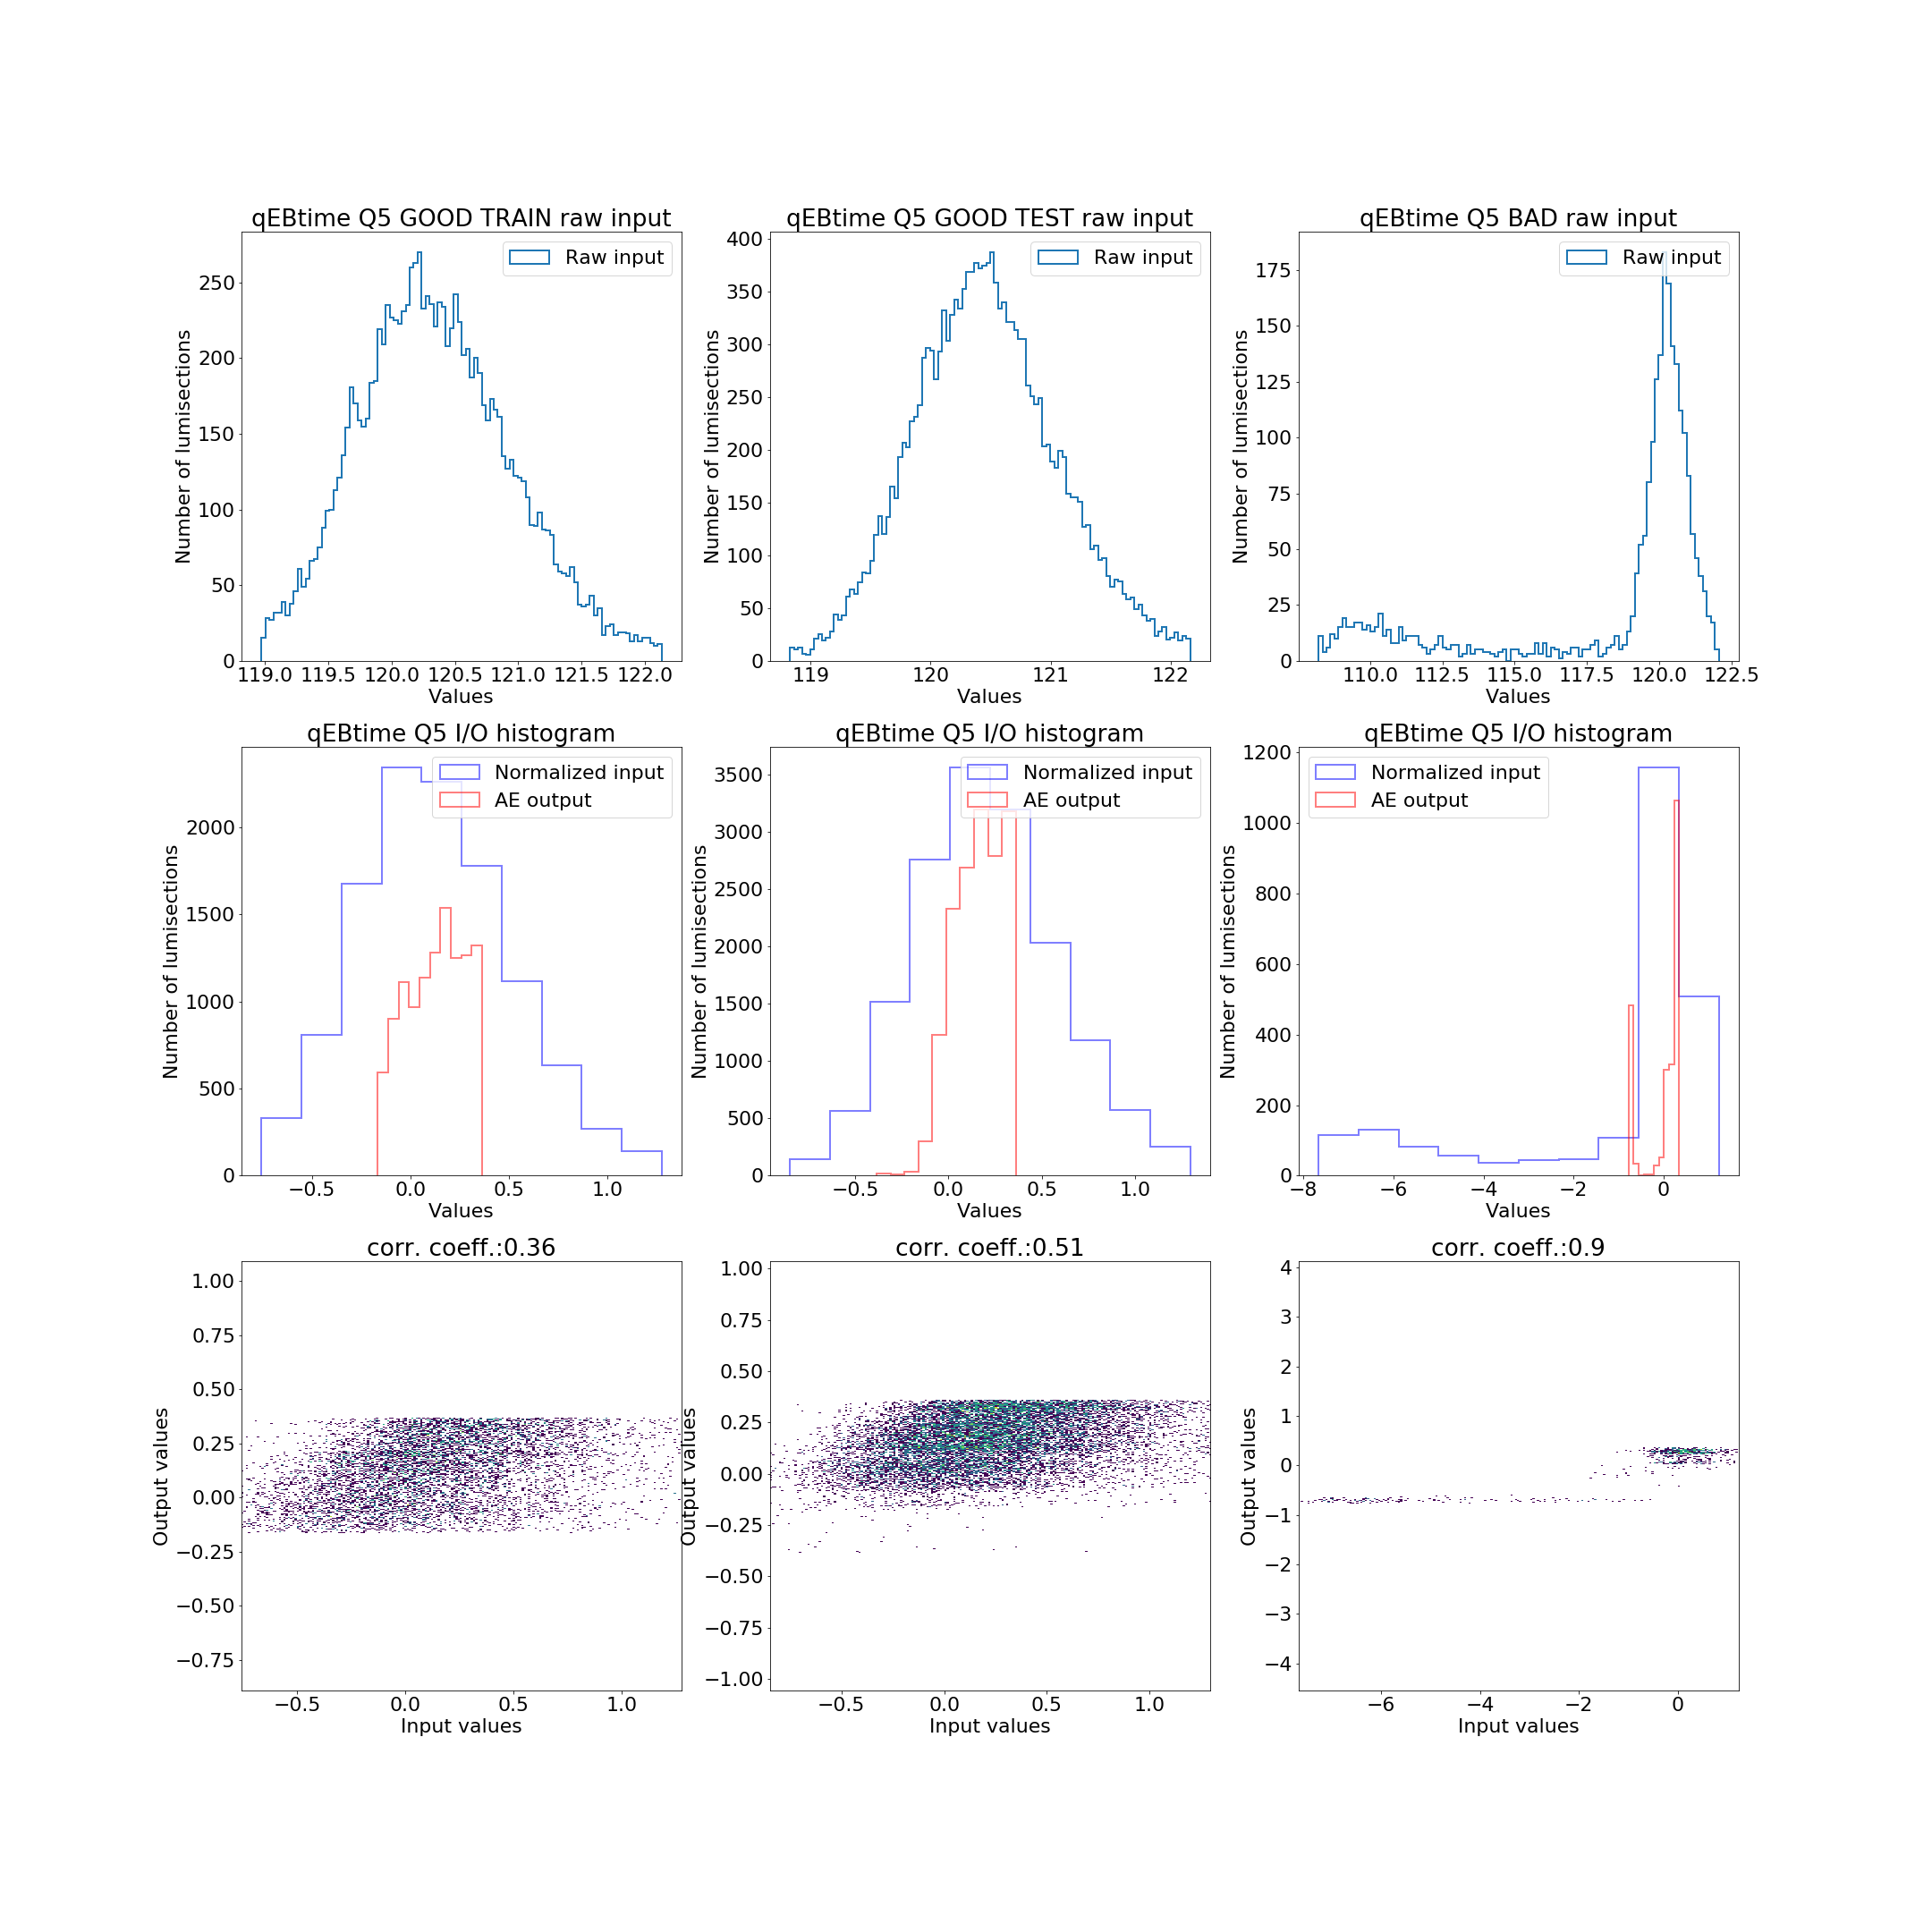 qEBtime Q5 GOOD TRAIN raw input
Raw input
Number of lumisections
250
200
150
100
50
0
119.0 119.5 120.0 120.5 121.0 121.5 122.0
Values
qEBtime Q5 GOOD TEST raw input
Raw input
Number of lumisections
400
350
300
250
200
150
100
50
0
119 120 121 122
Values
qEBtime Q5 BAD raw input
Raw input
Number of lumisections
175
150
125
100
75
50
25
0
110.0 112.5 115.0 117.5 120.0 122.5
Values
qEBtime Q5 I/O histogram
Normalized input
AE output
Number of lumisections
2000
1500
1000
500
0
−0.5 0.0 0.5 1.0
Values
qEBtime Q5 I/O histogram
Normalized input
AE output
Number of lumisections
3500
3000
2500
2000
1500
1000
500
0
−0.5 0.0 0.5 1.0
Values
qEBtime Q5 I/O histogram
Normalized input
AE output
Number of lumisections
1200
1000
800
600
400
200
0
−8 −6 −4 −2 0
Values
corr. coeff.:0.36
Output values
1.00
0.75
0.50
0.25
0.00
−0.25
−0.50
−0.75
−0.5 0.0 0.5 1.0
Input values
corr. coeff.:0.51
Output values
1.00
0.75
0.50
0.25
0.00
−0.25
−0.50
−0.75
−1.00
−0.5 0.0 0.5 1.0
Input values
corr. coeff.:0.9
Output values
4
3
2
1
0
−1
−2
−3
−4
−6 −4 −2 0
Input values